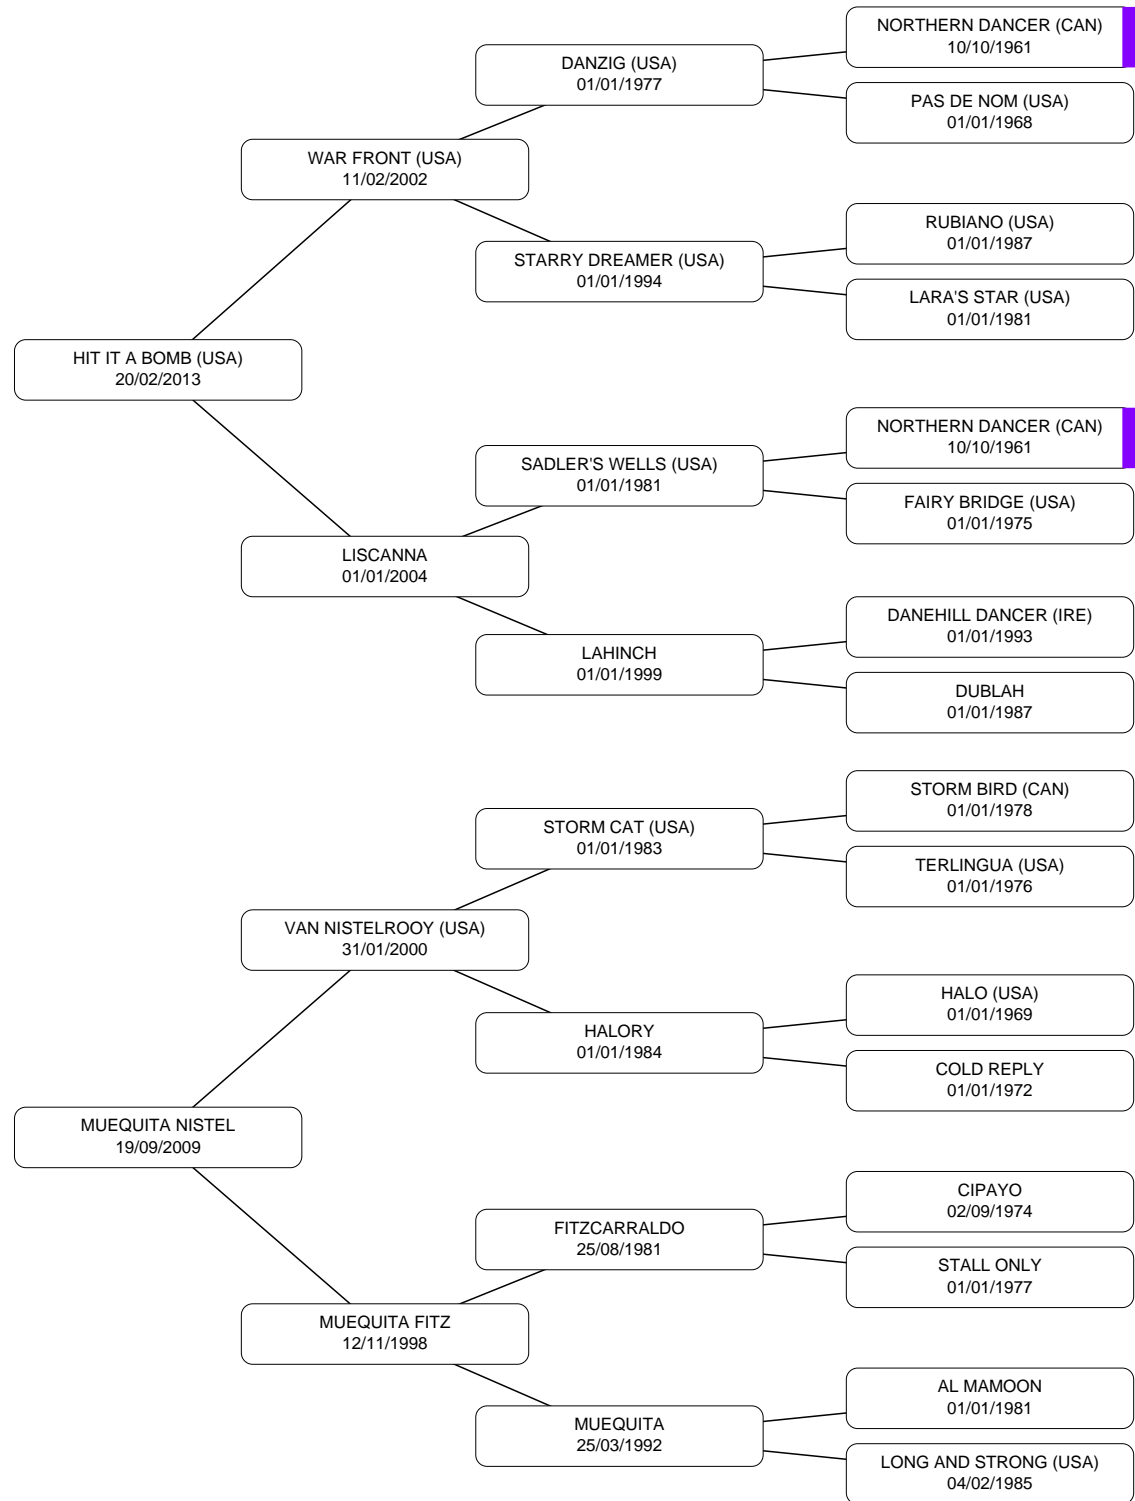 NORTHERN DANCER (CAN)
10/10/1961
DANZIG (USA)
01/01/1977
PAS DE NOM (USA)
01/01/1968
WAR FRONT (USA)
11/02/2002
RUBIANO (USA)
01/01/1987
STARRY DREAMER (USA)
01/01/1994
LARA'S STAR (USA)
01/01/1981
HIT IT A BOMB (USA)
20/02/2013
NORTHERN DANCER (CAN)
10/10/1961
SADLER'S WELLS (USA)
01/01/1981
FAIRY BRIDGE (USA)
01/01/1975
LISCANNA
01/01/2004
DANEHILL DANCER (IRE)
01/01/1993
LAHINCH
01/01/1999
DUBLAH
01/01/1987
STORM BIRD (CAN)
01/01/1978
STORM CAT (USA)
01/01/1983
TERLINGUA (USA)
01/01/1976
VAN NISTELROOY (USA)
31/01/2000
HALO (USA)
01/01/1969
HALORY
01/01/1984
COLD REPLY
01/01/1972
MUEQUITA NISTEL
19/09/2009
CIPAYO
02/09/1974
FITZCARRALDO
25/08/1981
STALL ONLY
01/01/1977
MUEQUITA FITZ
12/11/1998
AL MAMOON
01/01/1981
MUEQUITA
25/03/1992
LONG AND STRONG (USA)
04/02/1985